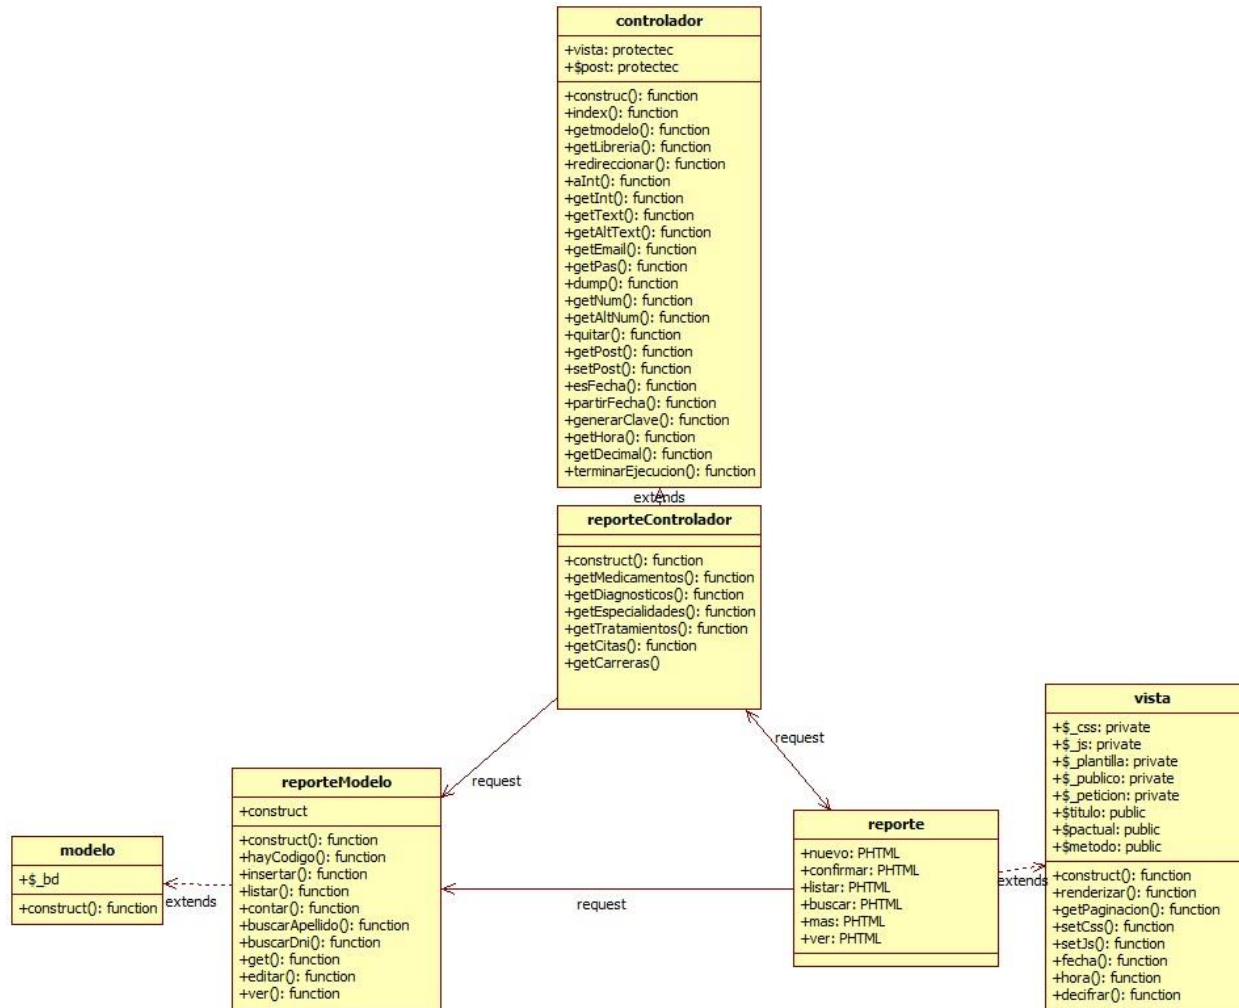 controlador
+vista: protectec
+$post: protectec
+construc(): function
+index(): function
+getmodelo(): function
+getLibreria(): function
+redireccionar(): function
+aInt(): function
+getInt(): function
+getText(): function
+getAltText(): function
+getEmail(): function
+getPas(): function
+dump(): function
+getNum(): function
+getAltNum(): function
+quitar(): function
+getPost(): function
+setPost(): function
+esFecha(): function
+partirFecha(): function
+generarClave(): function
+getHora(): function
+getDecimal(): function
+terminarEjecucion(): function
extends
reporteControlador
+construct(): function
+getMedicamentos(): function
+getDiagnosticos(): function
+getEspecialidades(): function
+getTratamientos(): function
+getCitas(): function
+getCarreras()
request
request
modelo
+$_bd
+construct(): function
extends
reporteModelo
+construct
+construct(): function
+hayCodigo(): function
+insertar(): function
+listar(): function
+contar(): function
+buscarApellido(): function
+buscarDni(): function
+get(): function
+editar(): function
+ver(): function
request
reporte
+nuevo: PHTML
+confirmar: PHTML
+listar: PHTML
+buscar: PHTML
+mas: PHTML
+ver: PHTML
extends
vista
+$_css: private
+$_js: private
+$_plantilla: private
+$_publico: private
+$_peticion: private
+$titulo: public
+$pactual: public
+$metodo: public
+construct(): function
+renderizar(): function
+getPaginacion(): function
+setCss(): function
+setJs(): function
+fecha(): function
+hora(): function
+decifrar(): function